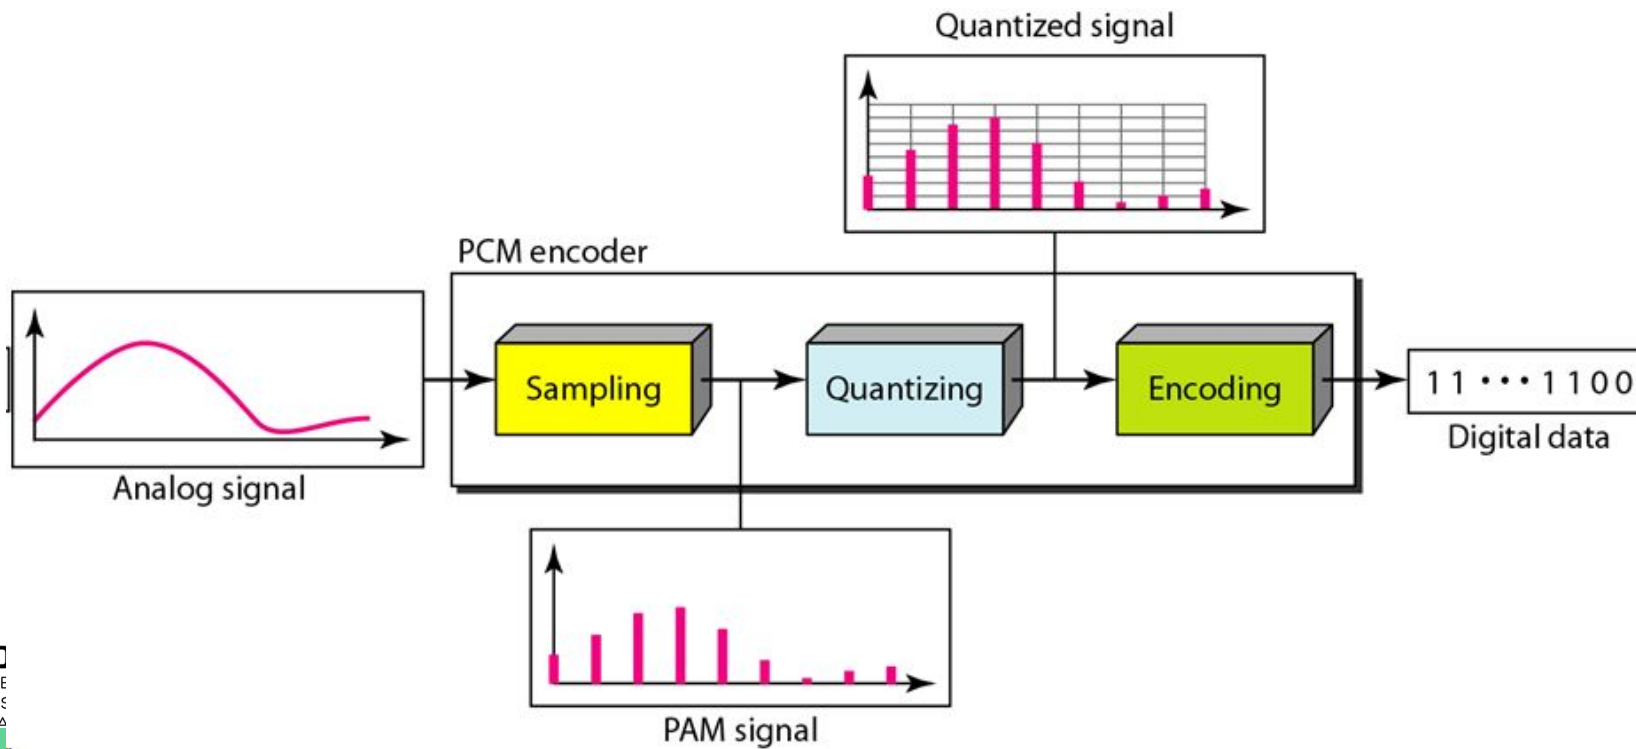 Quantized signal
PCM encoder
Sampling
Quantizing
Encoding
11···1100
Digital data
Analog signal
PAM signal